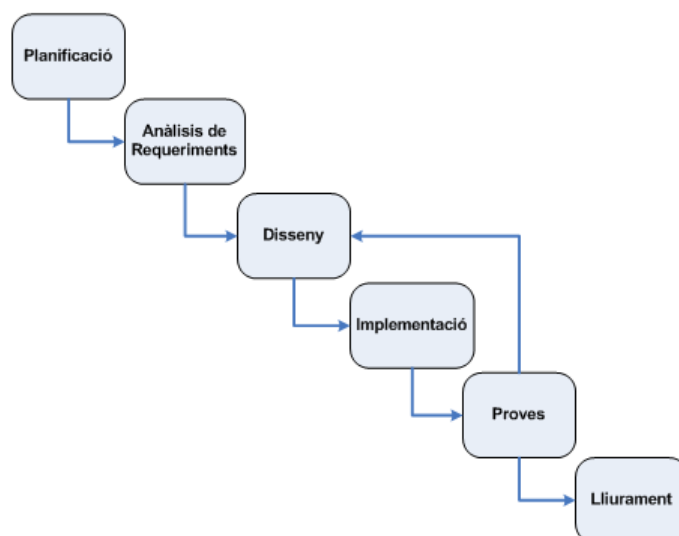 Planificació
Anàlisis de
Requeriments
Disseny
Implementació
Proves
Lliurament